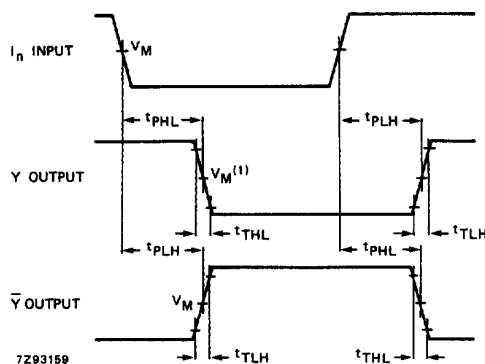 I_n INPUT
V_M
t_PHL
t_PLH
Y OUTPUT
V_M(1)
t_THL
t_TLH
t_PLH
t_PHL
Y̅ OUTPUT
V_M
t_TLH
t_THL
7Z93159